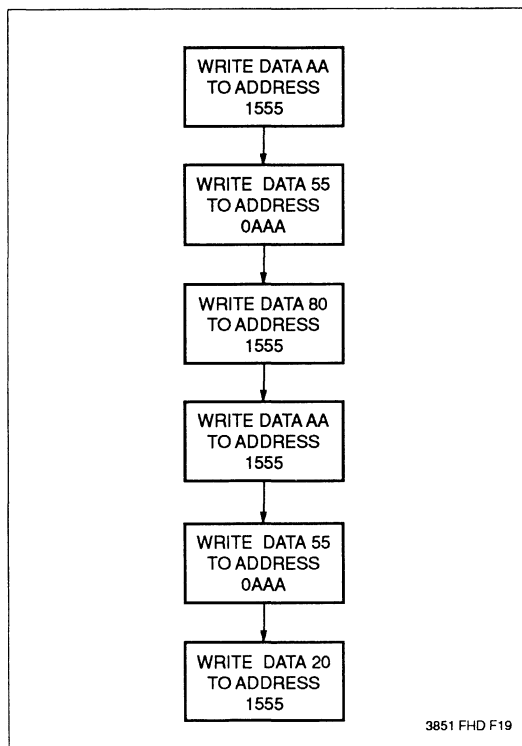 WRITE DATA AA
TO ADDRESS
1555
WRITE DATA 55
TO ADDRESS
0AAA
WRITE DATA 80
TO ADDRESS
1555
WRITE DATA AA
TO ADDRESS
1555
WRITE DATA 55
TO ADDRESS
0AAA
WRITE DATA 20
TO ADDRESS
1555
3851 FHD F19